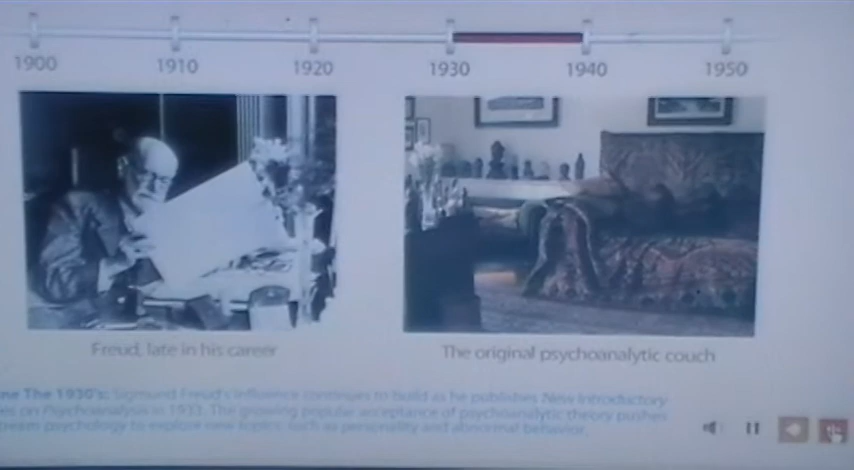 1900 1910 1920 1930 1940 1950
Freud, late in his career
The original psychoanalytic couch
The 1930's: Sigmund Freud's influence continues to build as he publishes New Introductory
on Psychoanalysis in 1933. The growing popular acceptance of psychoanalytic theory pushes
psychology to explore new topics such as personality and abnormal behavior.